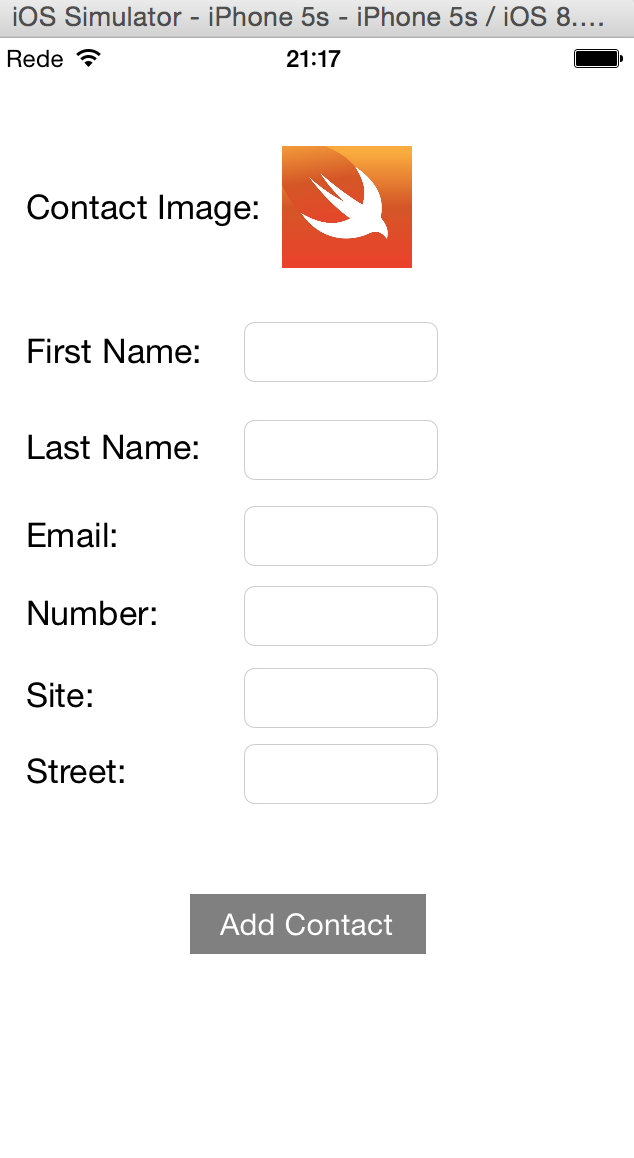 iOS Simulator - iPhone 5s - iPhone 5s / iOS 8....
Rede 21:17
Contact Image:
First Name:
Last Name:
Email:
Number:
Site:
Street:
Add Contact